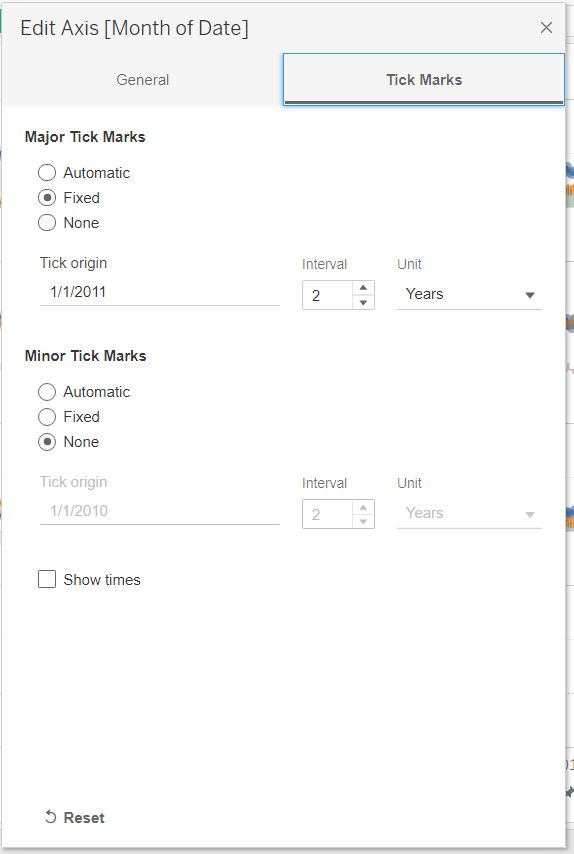 Edit Axis [Month of Date]
General
Tick Marks
Major Tick Marks
Automatic
Fixed
None
Tick origin
Interval
Unit
1/1/2011
2
Years
Minor Tick Marks
Automatic
Fixed
None
Tick origin
Interval
Unit
1/1/2010
2
Years
Show times
Reset